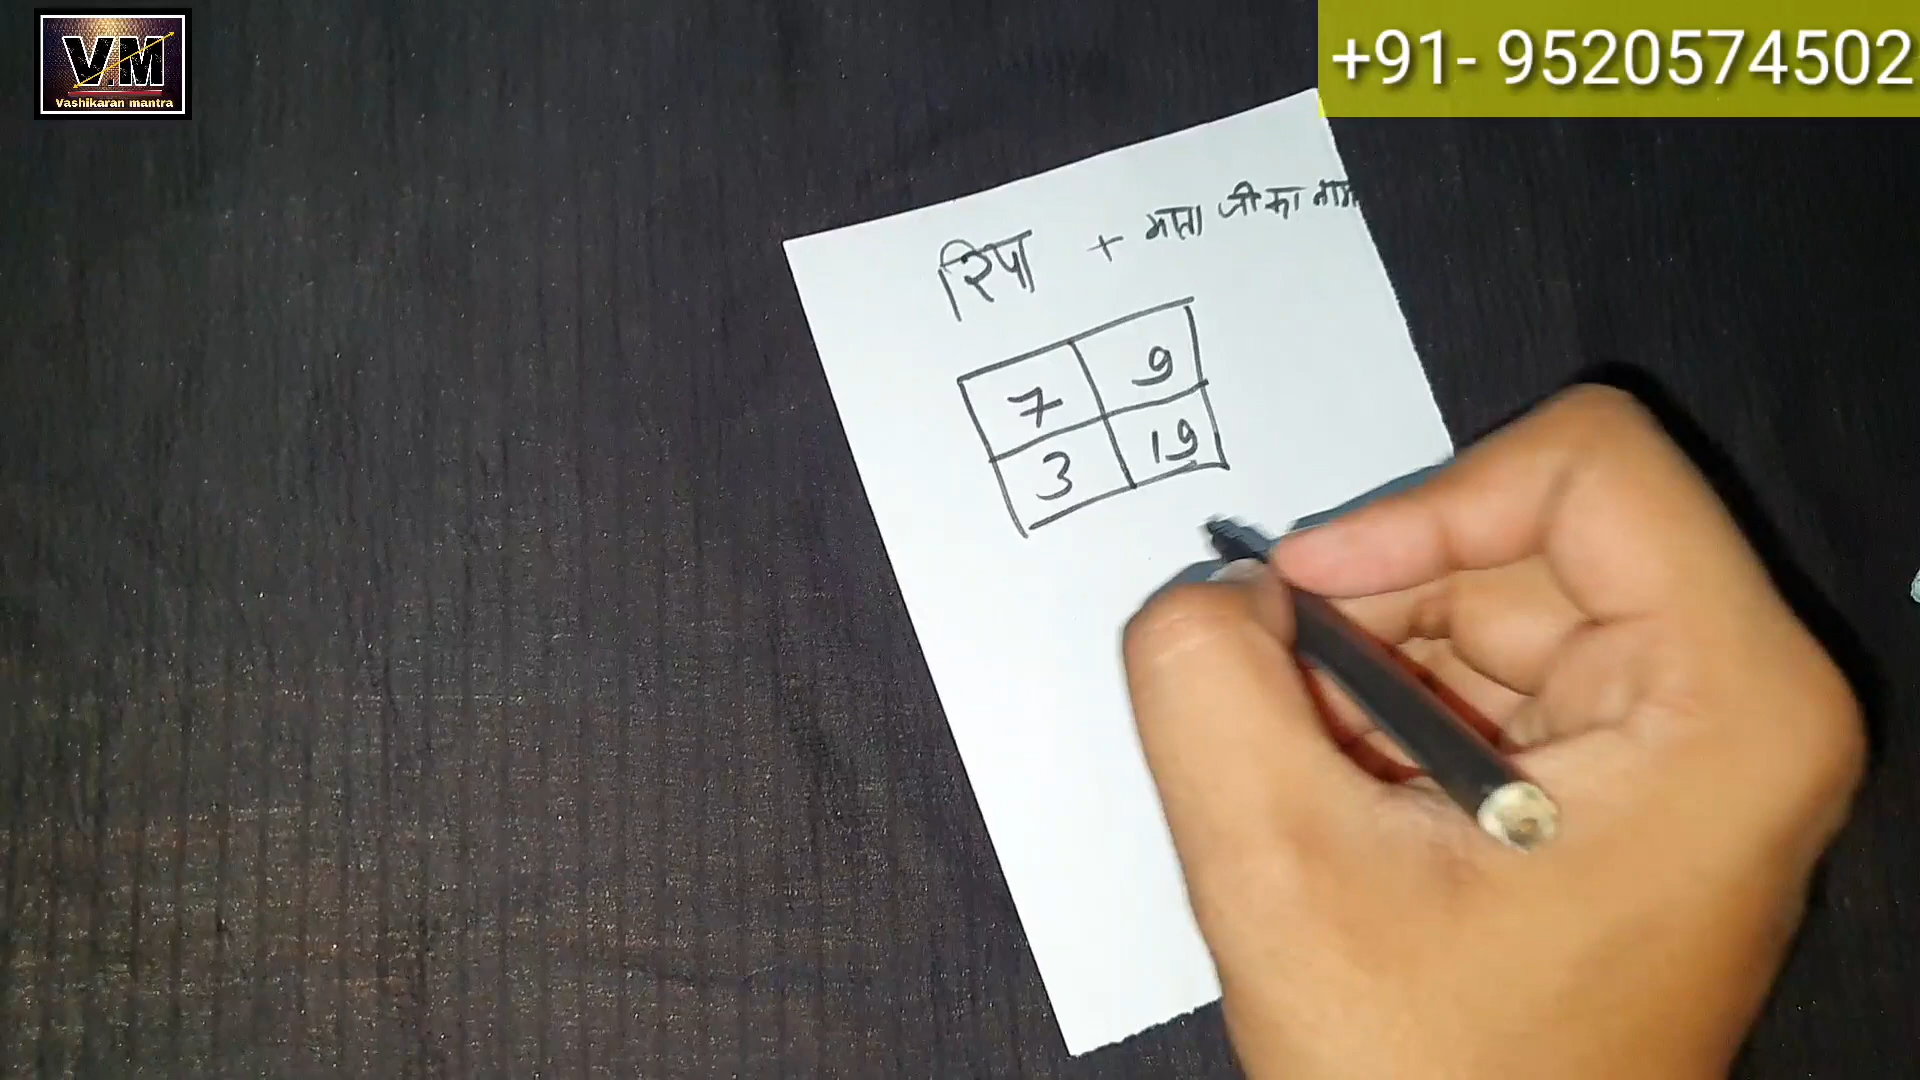 VM
Vashikaran mantra
+91- 9520574502
रिपा + माता जी का नाम
7 9
3 19